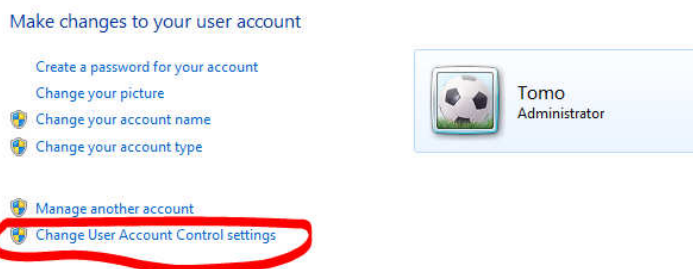 Make changes to your user account
Create a password for your account
Change your picture
Change your account name
Change your account type
Manage another account
Change User Account Control settings
Tomo
Administrator